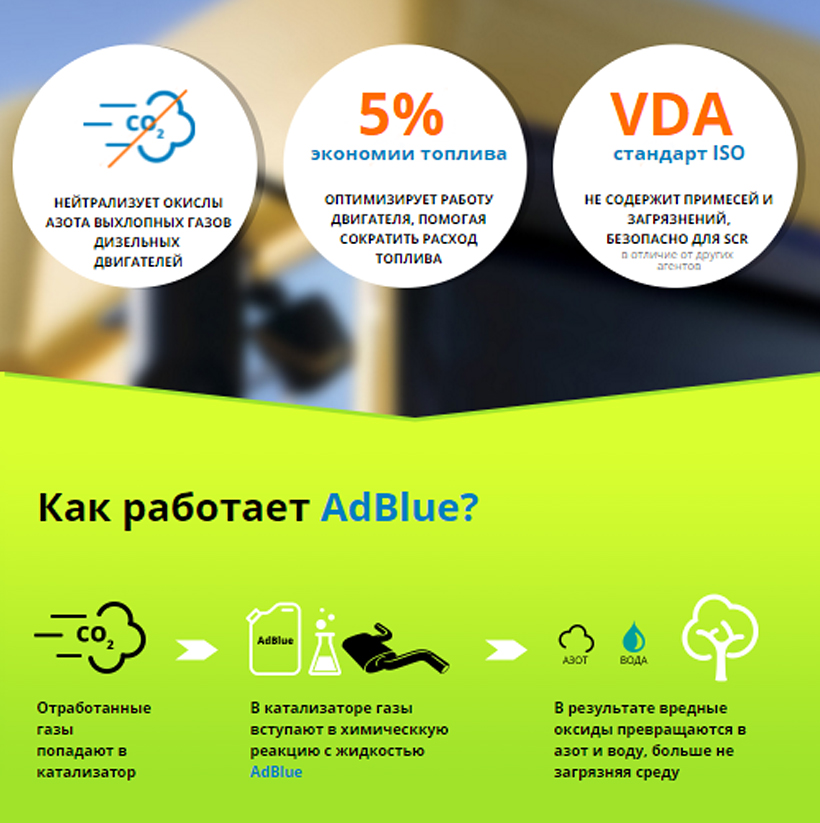 CO2
НЕЙТРАЛИЗУЕТ ОКИСЛЫ
АЗОТА ВЫХЛОПНЫХ ГАЗОВ
ДИЗЕЛЬНЫХ
ДВИГАТЕЛЕЙ
5%
экономии топлива
ОПТИМИЗИРУЕТ РАБОТУ
ДВИГАТЕЛЯ, ПОМОГАЯ
СОКРАТИТЬ РАСХОД
ТОПЛИВА
VDA
стандарт ISO
НЕ СОДЕРЖИТ ПРИМЕСЕЙ И
ЗАГРЯЗНЕНИЙ,
БЕЗОПАСНО ДЛЯ SCR
в отличие от других
агентов
Как работает AdBlue?
CO2
Отработанные
газы
попадают в
катализатор
AdBlue
В катализаторе газы
вступают в химическкую
реакцию с жидкостью
AdBlue
АЗОТ
ВОДА
В результате вредные
оксиды превращаются в
азот и воду, больше не
загрязняя среду